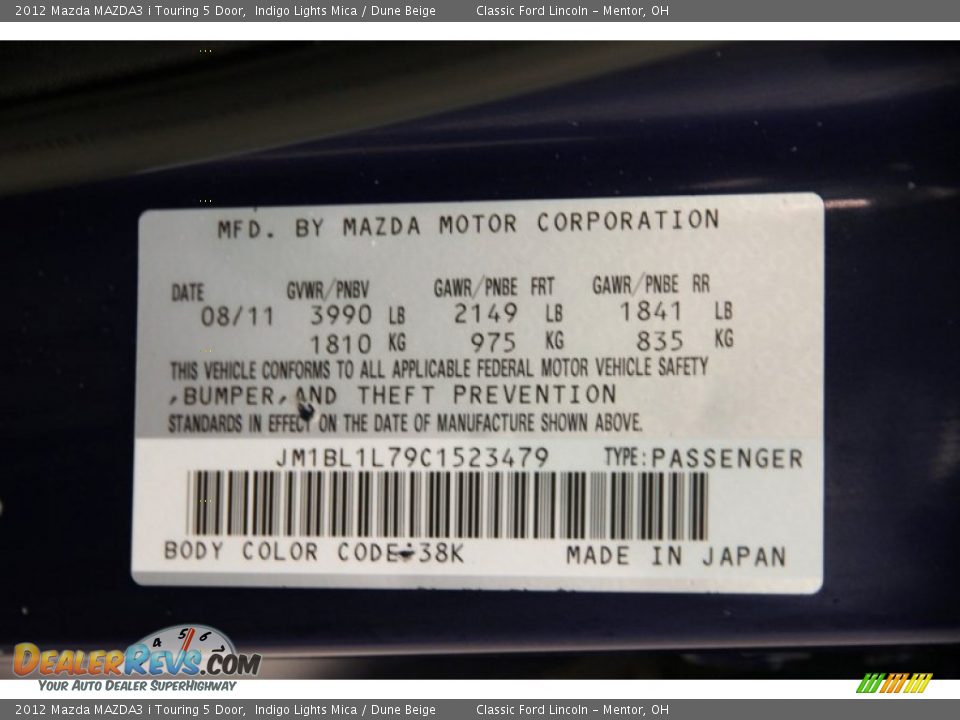 2012 Mazda MAZDA3 i Touring 5 Door, Indigo Lights Mica / Dune Beige Classic Ford Lincoln - Mentor, OH
MFD. BY MAZDA MOTOR CORPORATION
DATE GVWR/PNBV GAWR/PNBE FRT GAWR/PNBE RR
08/11 3990 LB 2149 LB 1841 LB
1810 KG 975 KG 835 KG
THIS VEHICLE CONFORMS TO ALL APPLICABLE FEDERAL MOTOR VEHICLE SAFETY
,BUMPER,AND THEFT PREVENTION
STANDARDS IN EFFECT ON THE DATE OF MANUFACTURE SHOWN ABOVE.
JM1BL1L79C1523479 TYPE:PASSENGER
BODY COLOR CODE:38K MADE IN JAPAN
4 5 6
DEALERREVS.COM
YOUR AUTO DEALER SUPERHIGHWAY
2012 Mazda MAZDA3 i Touring 5 Door, Indigo Lights Mica / Dune Beige Classic Ford Lincoln - Mentor, OH